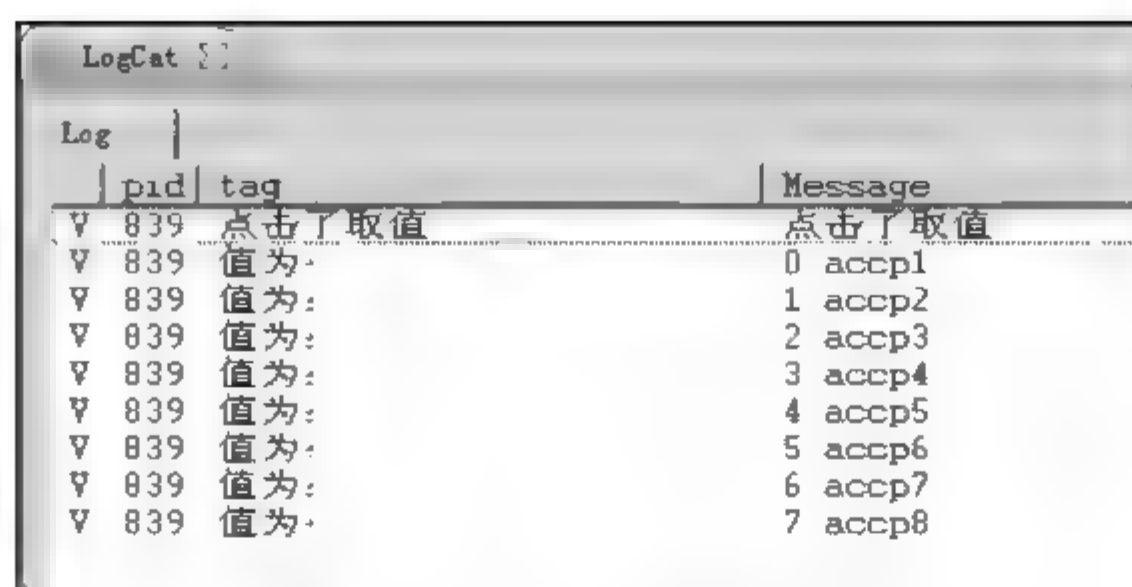 LogCat
Log
pid tag Message
V 839 点击了取值 点击了取值
V 839 值为: 0 accp1
V 839 值为: 1 accp2
V 839 值为: 2 accp3
V 839 值为: 3 accp4
V 839 值为: 4 accp5
V 839 值为: 5 accp6
V 839 值为: 6 accp7
V 839 值为: 7 accp8